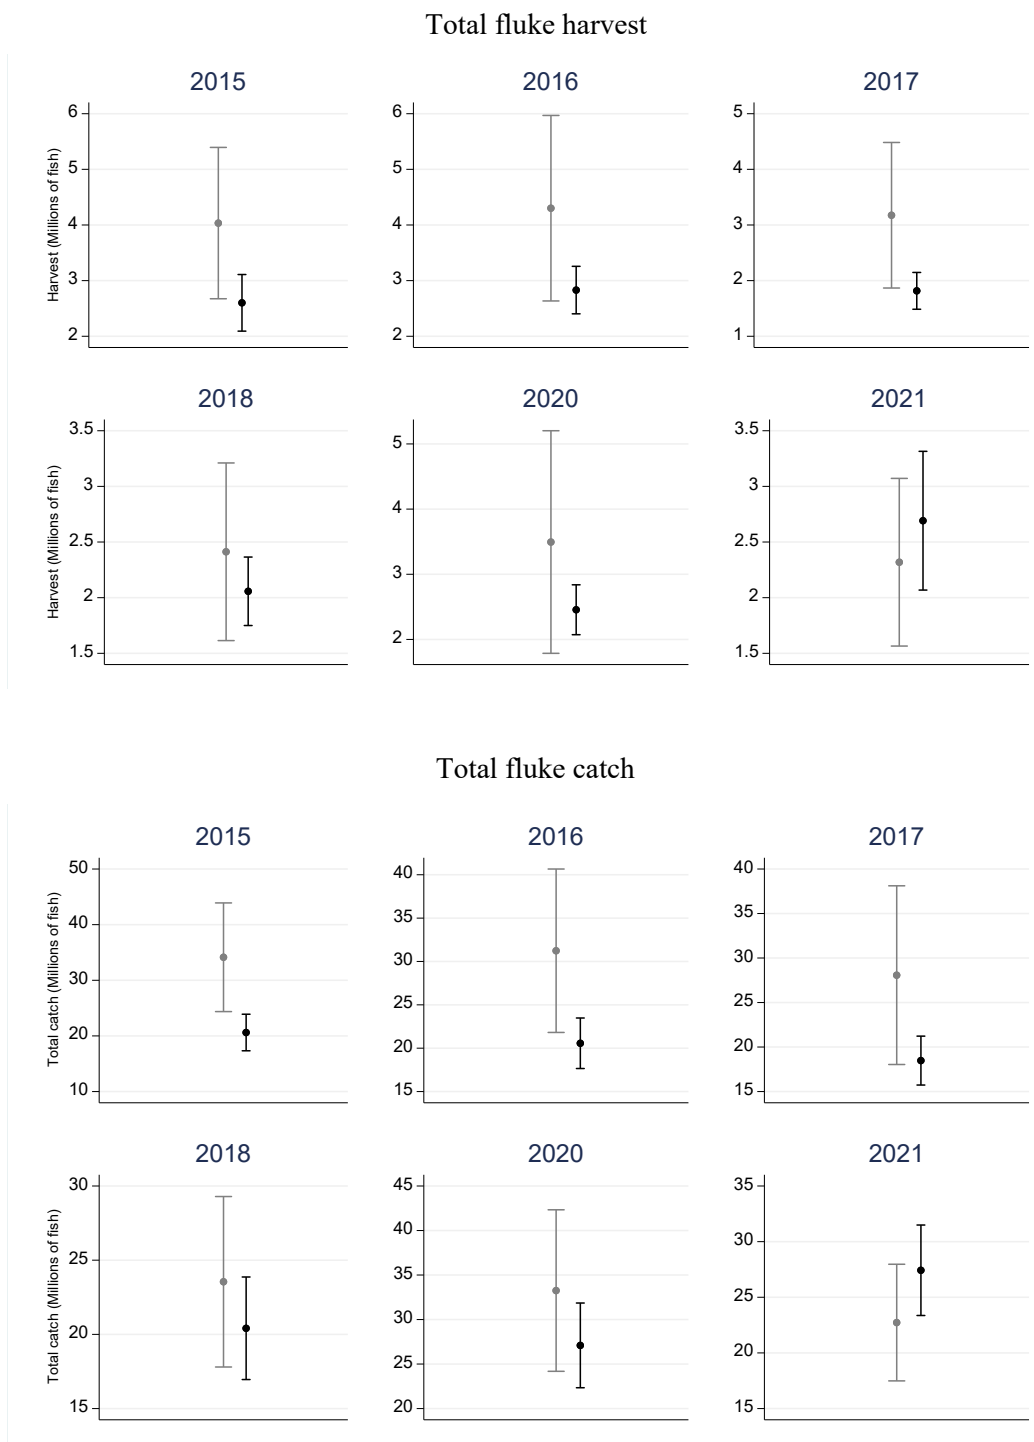 Total fluke harvest
2015 2016 2017
6 6 5
5 5 4
4 4 3
3 3 2
2 2 1
Harvest (Millions of fish)
2018 2020 2021
3.5 5 3.5
3 4 3
2.5 3 2.5
2 2 2
1.5 1.5
Harvest (Millions of fish)
Total fluke catch
2015 2016 2017
50 40 40
40 35 35
30 30 30
20 25 25
10 20 20
15 15
Total catch (Millions of fish)
2018 2020 2021
30 45 35
25 40 30
20 35 25
15 30 20
25 15
20
Total catch (Millions of fish)